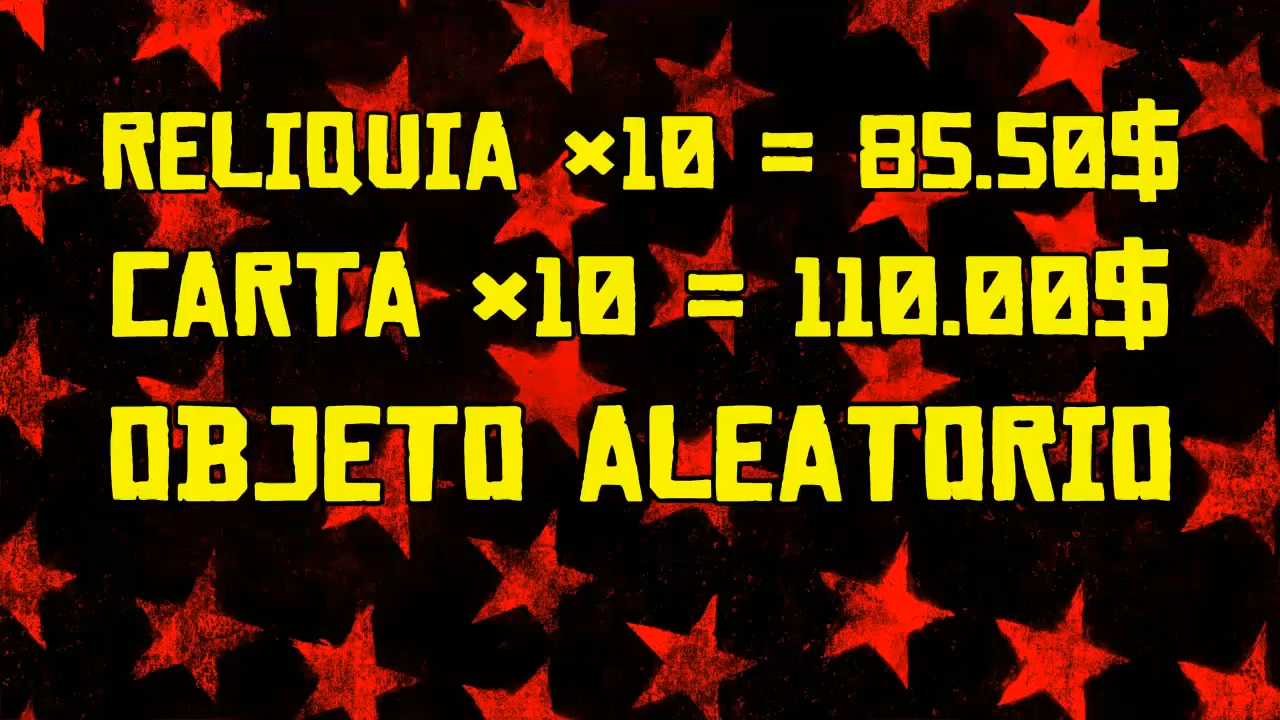 RELIQUIA ×10 = 85.50$
CARTA ×10 = 110.00$
OBJETO ALEATORIO